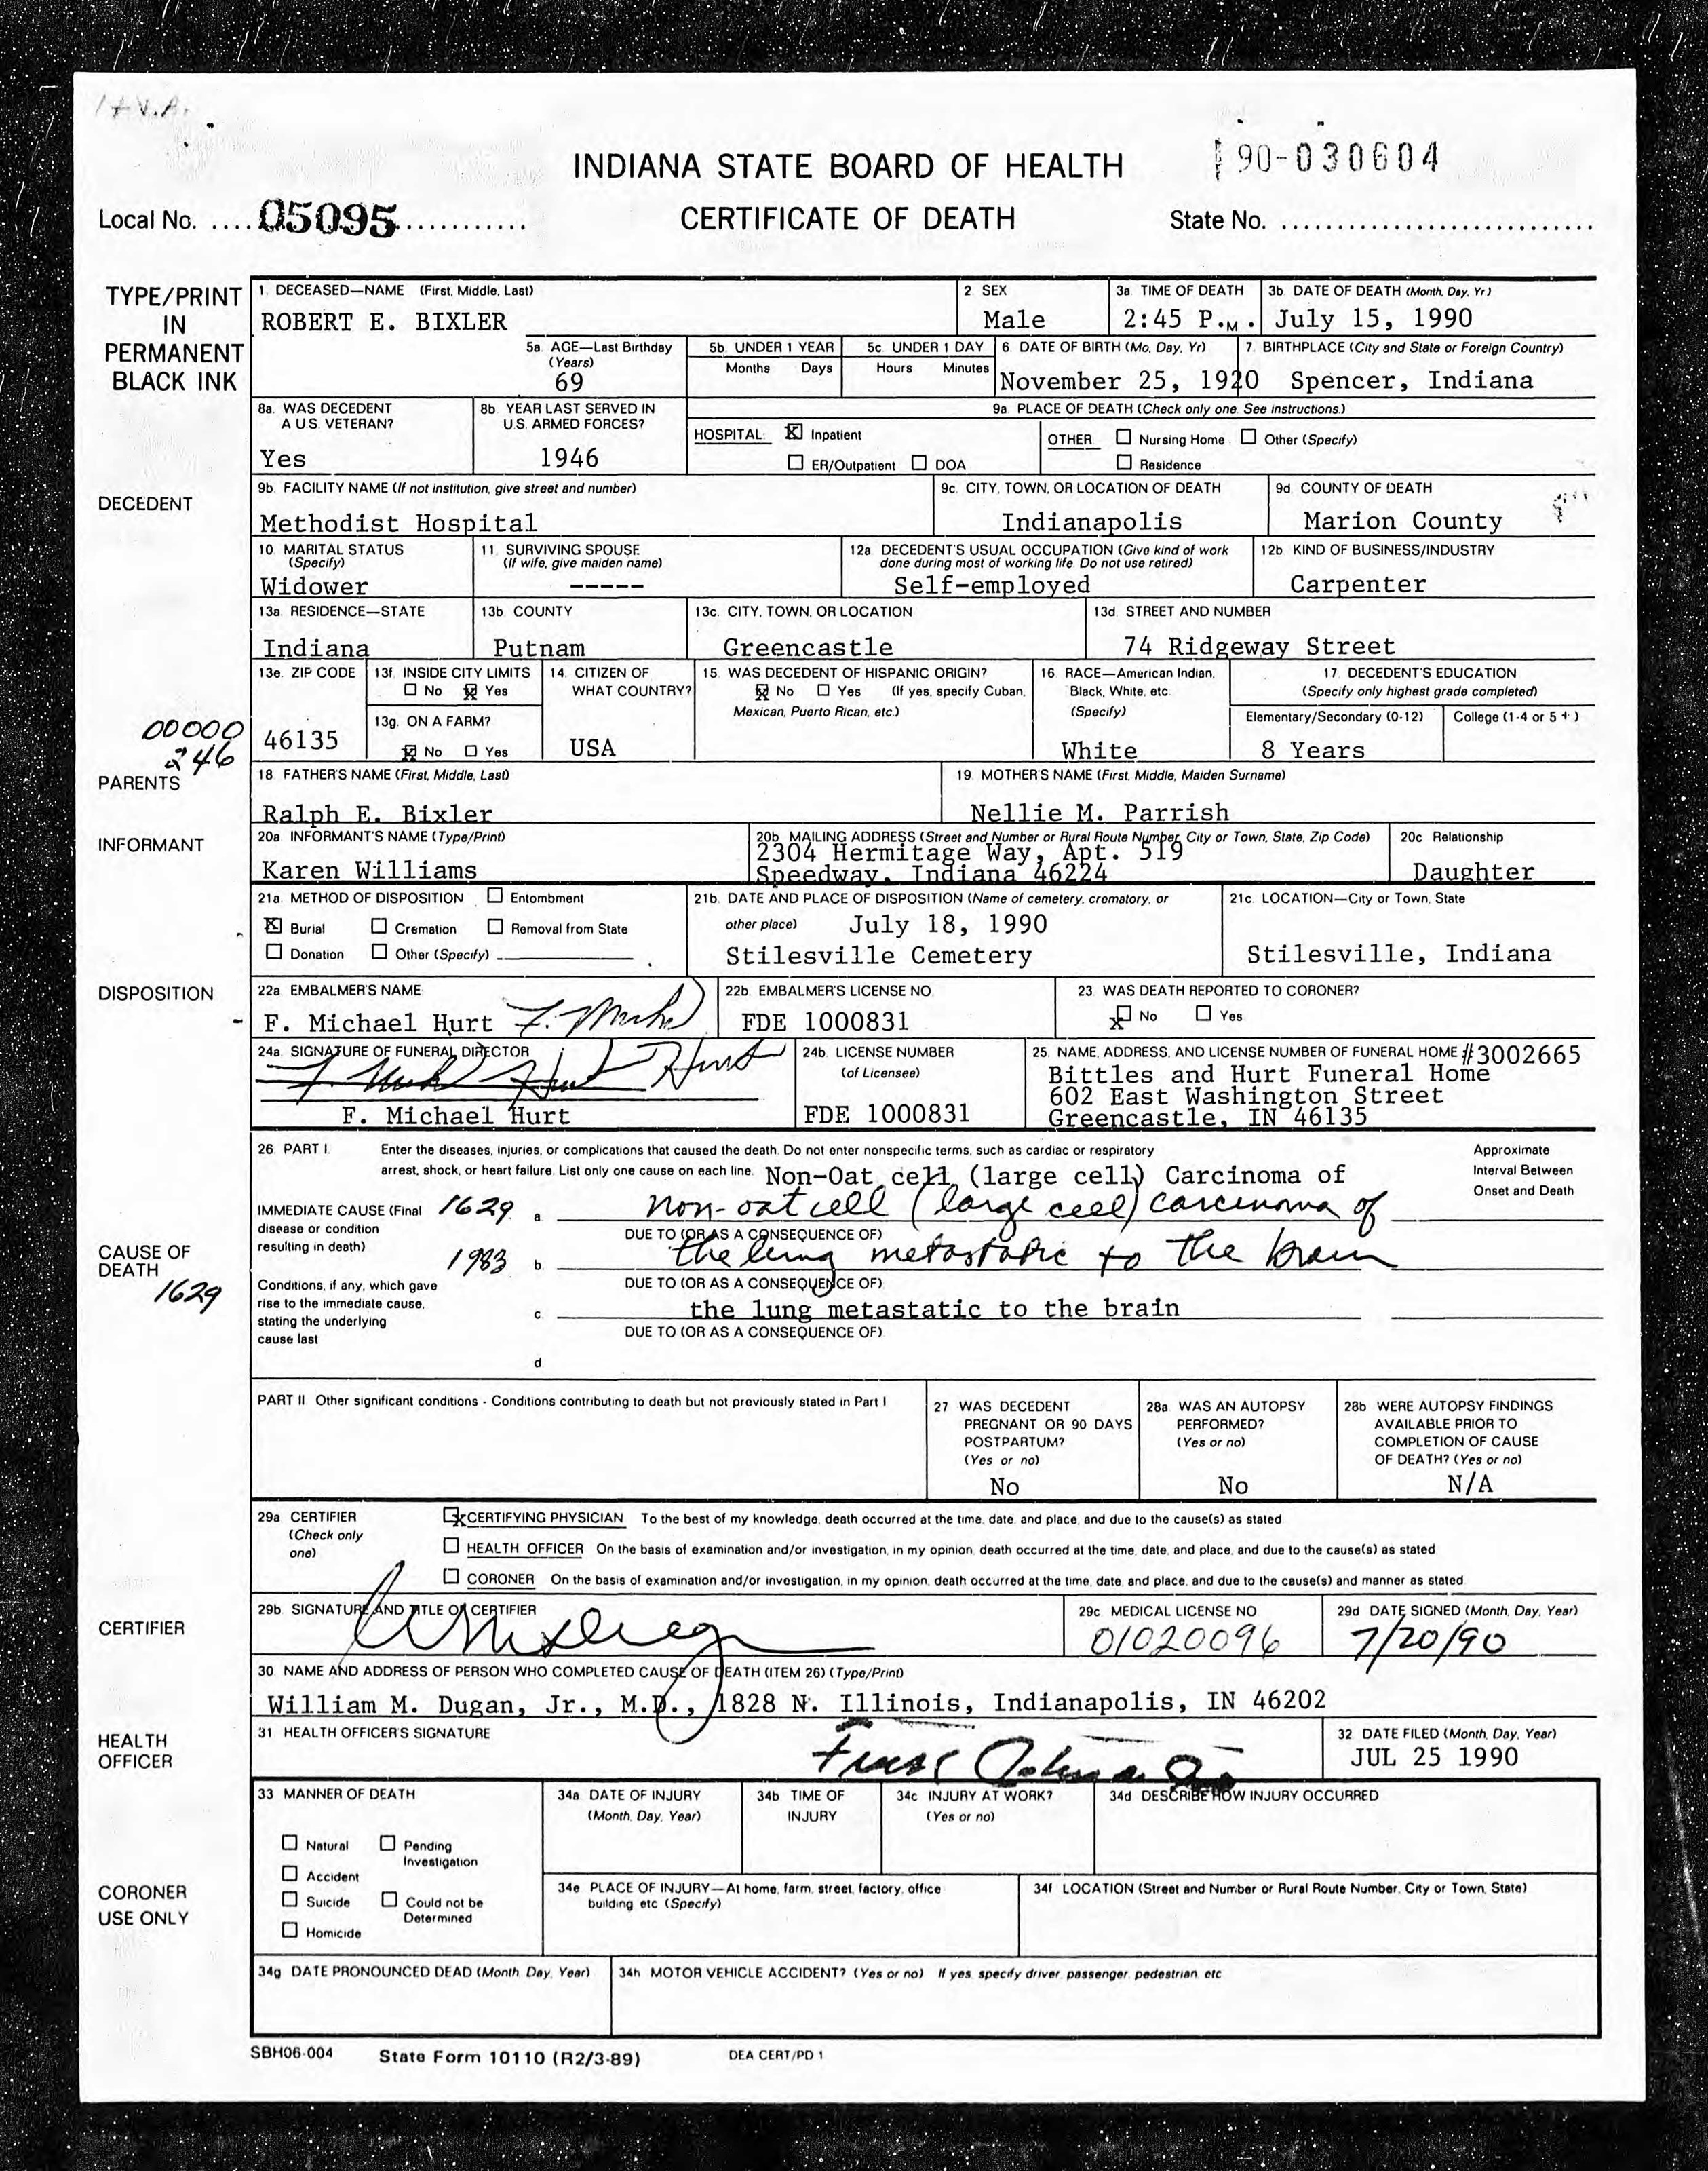 1 + V.A.
INDIANA STATE BOARD OF HEALTH
90-030604
Local No. ....05095............
CERTIFICATE OF DEATH
State No. ............................
TYPE/PRINT IN PERMANENT BLACK INK
1. DECEASED—NAME (First, Middle, Last)
ROBERT E. BIXLER
2. SEX
Male
3a. TIME OF DEATH
2:45 P.M.
3b. DATE OF DEATH (Month, Day, Yr.)
July 15, 1990
5a. AGE—Last Birthday (Years)
69
5b. UNDER 1 YEAR
Months Days
5c. UNDER 1 DAY
Hours Minutes
6. DATE OF BIRTH (Mo, Day, Yr)
November 25, 1920
7. BIRTHPLACE (City and State or Foreign Country)
Spencer, Indiana
DECEDENT
8a. WAS DECEDENT A U.S. VETERAN?
Yes
8b. YEAR LAST SERVED IN U.S. ARMED FORCES?
1946
9a. PLACE OF DEATH (Check only one. See instructions.)
HOSPITAL: ☒ Inpatient
☐ ER/Outpatient ☐ DOA
OTHER ☐ Nursing Home ☐ Other (Specify)
☐ Residence
9b. FACILITY NAME (If not institution, give street and number)
Methodist Hospital
9c. CITY, TOWN, OR LOCATION OF DEATH
Indianapolis
9d. COUNTY OF DEATH
Marion County
10. MARITAL STATUS (Specify)
Widower
11. SURVIVING SPOUSE (If wife, give maiden name)
-----
12a. DECEDENT'S USUAL OCCUPATION (Give kind of work done during most of working life. Do not use retired)
Self-employed
12b. KIND OF BUSINESS/INDUSTRY
Carpenter
13a. RESIDENCE—STATE
Indiana
13b. COUNTY
Putnam
13c. CITY, TOWN, OR LOCATION
Greencastle
13d. STREET AND NUMBER
74 Ridgeway Street
13e. ZIP CODE
46135
13f. INSIDE CITY LIMITS
☐ No ☒ Yes
13g. ON A FARM?
☒ No ☐ Yes
14. CITIZEN OF WHAT COUNTRY?
USA
15. WAS DECEDENT OF HISPANIC ORIGIN?
☒ No ☐ Yes (If yes, specify Cuban, Mexican, Puerto Rican, etc.)
16. RACE—American Indian, Black, White, etc. (Specify)
White
17. DECEDENT'S EDUCATION
(Specify only highest grade completed)
Elementary/Secondary (0-12)
8 Years
College (1-4 or 5+)
00000
246
PARENTS
18. FATHER'S NAME (First, Middle, Last)
Ralph E. Bixler
19. MOTHER'S NAME (First, Middle, Maiden Surname)
Nellie M. Parrish
INFORMANT
20a. INFORMANT'S NAME (Type/Print)
Karen Williams
20b. MAILING ADDRESS (Street and Number or Rural Route Number, City or Town, State, Zip Code)
2304 Hermitage Way, Apt. 519
Speedway, Indiana 46224
20c. Relationship
Daughter
DISPOSITION
21a. METHOD OF DISPOSITION ☐ Entombment
☒ Burial ☐ Cremation ☐ Removal from State
☐ Donation ☐ Other (Specify)
21b. DATE AND PLACE OF DISPOSITION (Name of cemetery, crematory, or other place)
July 18, 1990
Stilesville Cemetery
21c. LOCATION—City or Town, State
Stilesville, Indiana
22a. EMBALMER'S NAME
F. Michael Hurt F. Michael Hurt
22b. EMBALMER'S LICENSE NO.
FDE 1000831
23. WAS DEATH REPORTED TO CORONER?
☒ No ☐ Yes
24a. SIGNATURE OF FUNERAL DIRECTOR
F. Michael Hurt
24b. LICENSE NUMBER (of Licensee)
FDE 1000831
25. NAME, ADDRESS, AND LICENSE NUMBER OF FUNERAL HOME #3002665
Bittles and Hurt Funeral Home
602 East Washington Street
Greencastle, IN 46135
CAUSE OF DEATH
1629
26. PART I. Enter the diseases, injuries, or complications that caused the death. Do not enter nonspecific terms, such as cardiac or respiratory arrest, shock, or heart failure. List only one cause on each line.
Approximate Interval Between Onset and Death
Non-Oat cell (large cell) Carcinoma of
IMMEDIATE CAUSE (Final disease or condition resulting in death)
1629 a. non-oat cell (large cell) carcinoma of
DUE TO (OR AS A CONSEQUENCE OF)
1983 b. the lung metastatic to the brain
DUE TO (OR AS A CONSEQUENCE OF)
Conditions, if any, which gave rise to the immediate cause, stating the underlying cause last
c. the lung metastatic to the brain
DUE TO (OR AS A CONSEQUENCE OF)
d
PART II Other significant conditions - Conditions contributing to death but not previously stated in Part I
27 WAS DECEDENT PREGNANT OR 90 DAYS POSTPARTUM? (Yes or no)
No
28a WAS AN AUTOPSY PERFORMED? (Yes or no)
No
28b WERE AUTOPSY FINDINGS AVAILABLE PRIOR TO COMPLETION OF CAUSE OF DEATH? (Yes or no)
N/A
CERTIFIER
29a. CERTIFIER (Check only one)
☒ CERTIFYING PHYSICIAN To the best of my knowledge, death occurred at the time, date, and place, and due to the cause(s) as stated.
☐ HEALTH OFFICER On the basis of examination and/or investigation, in my opinion, death occurred at the time, date, and place, and due to the cause(s) as stated.
☐ CORONER On the basis of examination and/or investigation, in my opinion, death occurred at the time, date, and place, and due to the cause(s) and manner as stated.
29b. SIGNATURE AND TITLE OF CERTIFIER
29c. MEDICAL LICENSE NO
01020096
29d. DATE SIGNED (Month, Day, Year)
7/20/90
30. NAME AND ADDRESS OF PERSON WHO COMPLETED CAUSE OF DEATH (ITEM 26) (Type/Print)
William M. Dugan, Jr., M.D., 1828 N. Illinois, Indianapolis, IN 46202
HEALTH OFFICER
31 HEALTH OFFICER'S SIGNATURE
32 DATE FILED (Month, Day, Year)
JUL 25 1990
CORONER USE ONLY
33 MANNER OF DEATH
☐ Natural ☐ Pending Investigation
☐ Accident
☐ Suicide ☐ Could not be Determined
☐ Homicide
34a DATE OF INJURY (Month, Day, Year)
34b TIME OF INJURY
34c INJURY AT WORK? (Yes or no)
34d DESCRIBE HOW INJURY OCCURRED
34e PLACE OF INJURY—At home, farm, street, factory, office building etc (Specify)
34f LOCATION (Street and Number or Rural Route Number, City or Town, State)
34g DATE PRONOUNCED DEAD (Month, Day, Year)
34h MOTOR VEHICLE ACCIDENT? (Yes or no) If yes, specify driver, passenger, pedestrian, etc
SBH06-004 State Form 10110 (R2/3-89) DEA CERT/PD 1